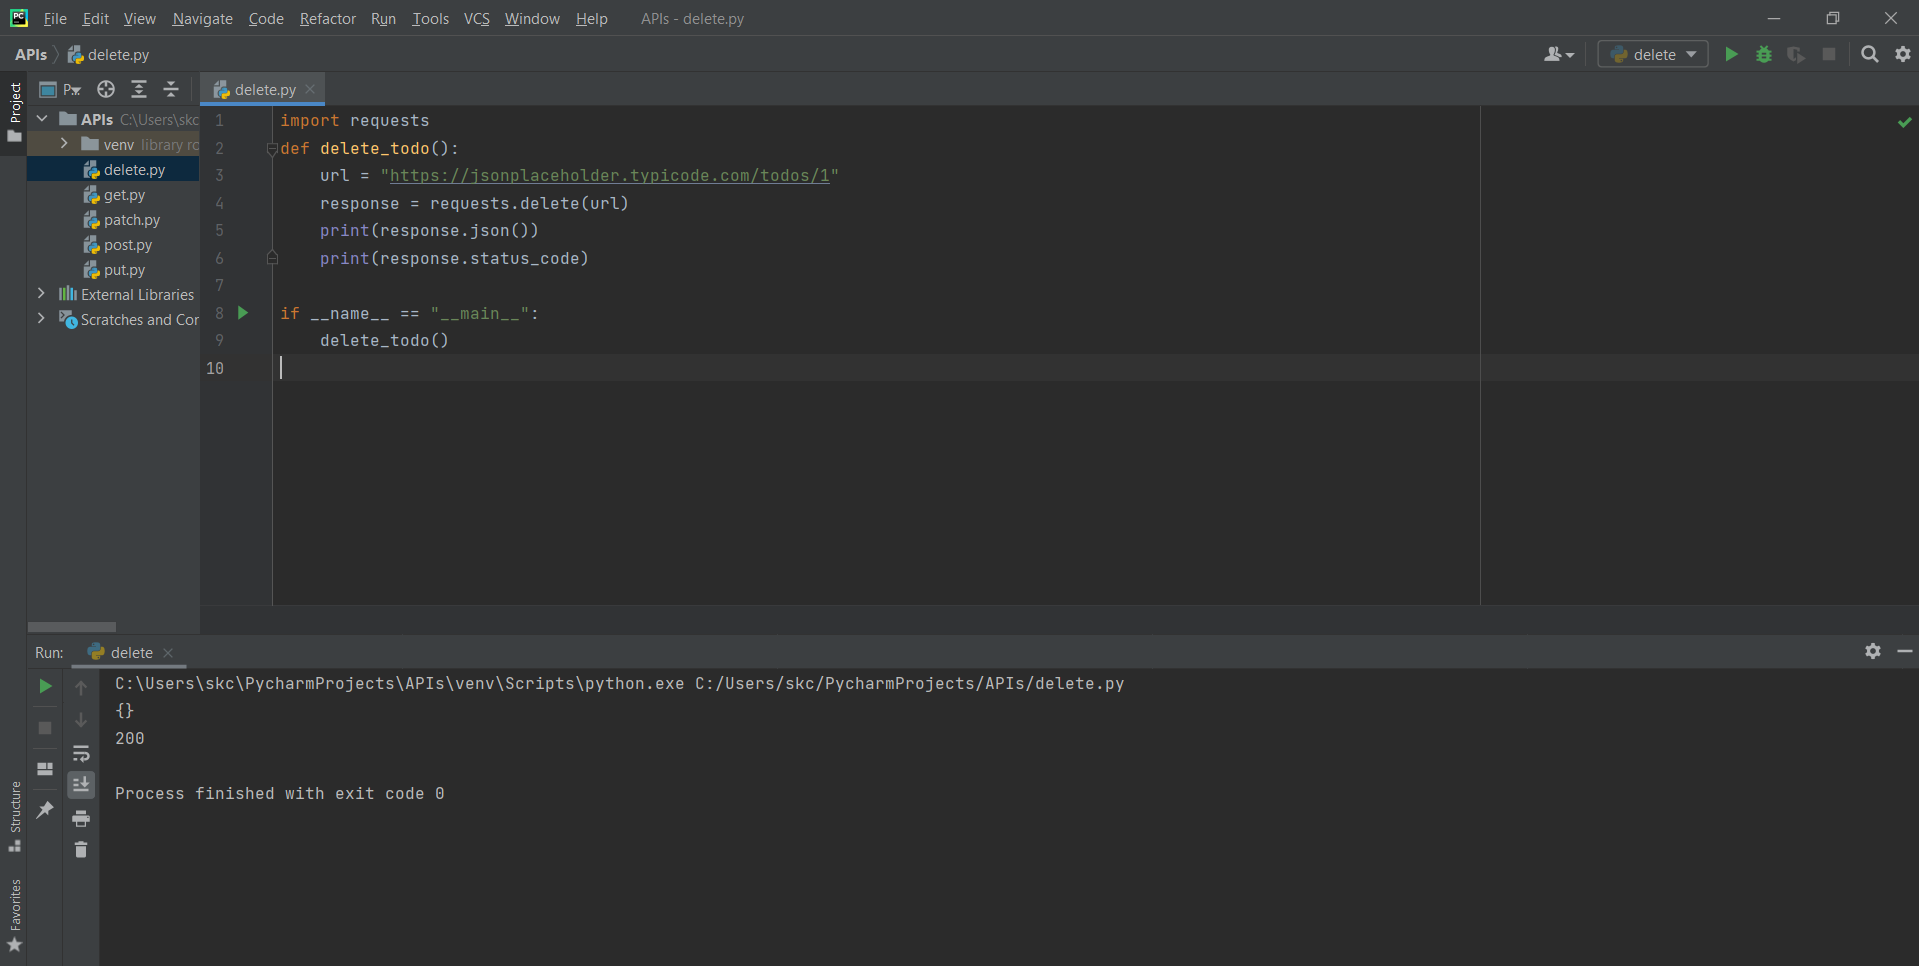 PC File Edit View Navigate Code Refactor Run Tools VCS Window Help APIs - delete.py
APIs delete.py delete
Project
P
delete.py
APIs C:\Users\skc
venv library ro
delete.py
get.py
patch.py
post.py
put.py
External Libraries
Scratches and Cor
1 import requests
2 def delete_todo():
3 url = "https://jsonplaceholder.typicode.com/todos/1"
4 response = requests.delete(url)
5 print(response.json())
6 print(response.status_code)
7
8 if __name__ == "__main__":
9 delete_todo()
10
Run: delete
C:\Users\skc\PycharmProjects\APIs\venv\Scripts\python.exe C:/Users/skc/PycharmProjects/APIs/delete.py
{}
200
Process finished with exit code 0
Structure
Favorites